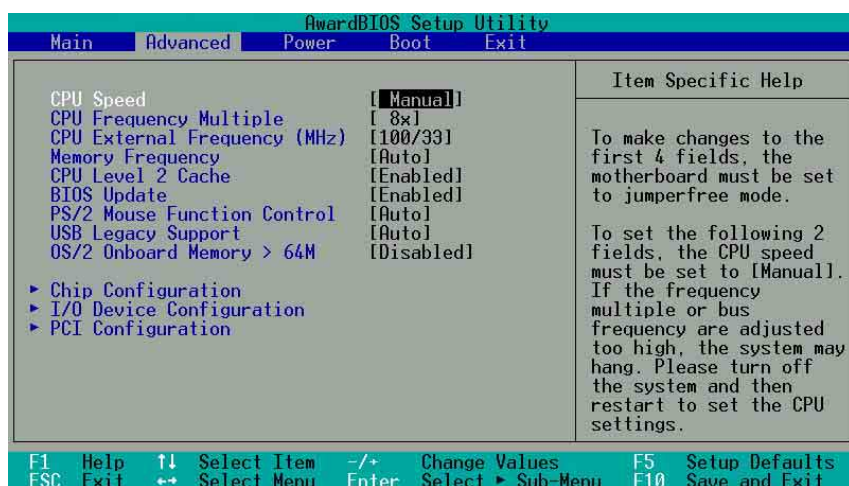 AwardBIOS Setup Utility
Main Advanced Power Boot Exit
CPU Speed [ Manual]
CPU Frequency Multiple [ 8x]
CPU External Frequency (MHz) [100/33]
Memory Frequency [Auto]
CPU Level 2 Cache [Enabled]
BIOS Update [Enabled]
PS/2 Mouse Function Control [Auto]
USB Legacy Support [Auto]
OS/2 Onboard Memory > 64M [Disabled]
► Chip Configuration
► I/O Device Configuration
► PCI Configuration
Item Specific Help
To make changes to the
first 4 fields, the
motherboard must be set
to jumperfree mode.
To set the following 2
fields, the CPU speed
must be set to [Manual].
If the frequency
multiple or bus
frequency are adjusted
too high, the system may
hang. Please turn off
the system and then
restart to set the CPU
settings.
F1 Help ↑↓ Select Item -/+ Change Values F5 Setup Defaults
ESC Exit ←→ Select Menu Enter Select ► Sub-Menu F10 Save and Exit